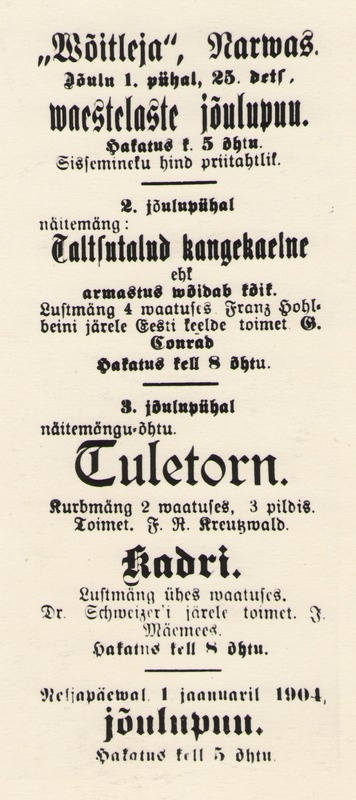 „Wõitleja“, Narwas.
Jõulu 1. pühal, 25. dets,
waestelaste jõulupuu.
Hakatus k. 5 õhtu.
Sissemineku hind priitahtlik.
2. jõulupühal
näitemäng:
Taltsutalud kangekaelne
ehk
armastus wõidab kõik.
Lustmäng 4 waatuses Franz Hohl-
beini järele Eesti keelde toimet G.
Conrad
Hakatus kell 8 õhtu.
3. jõulupühal
näitemängu-õhtu.
Tuletorn.
Kurbmäng 2 waatuses, 3 pildis.
Toimet. F. R. Kreutzwald.
Kadri.
Lustmäng ühes waatuses.
Dr. Schweizer'i järele toimet. J.
Mäemees.
Hakatus kell 8 õhtu.
Neljapäewal 1 jaanuaril 1904,
jõulupuu.
Hakatus kell 5 õhtu